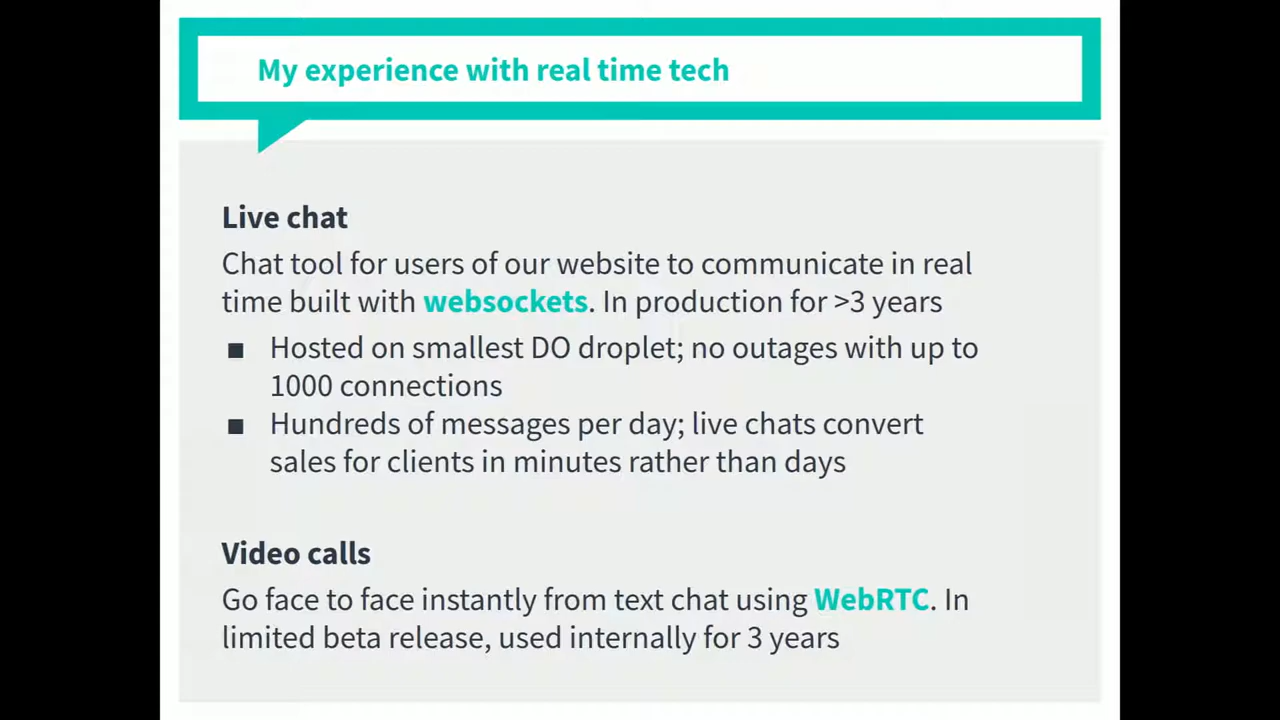 My experience with real time tech
Live chat
Chat tool for users of our website to communicate in real
time built with websockets. In production for >3 years
■ Hosted on smallest DO droplet; no outages with up to
1000 connections
■ Hundreds of messages per day; live chats convert
sales for clients in minutes rather than days
Video calls
Go face to face instantly from text chat using WebRTC. In
limited beta release, used internally for 3 years